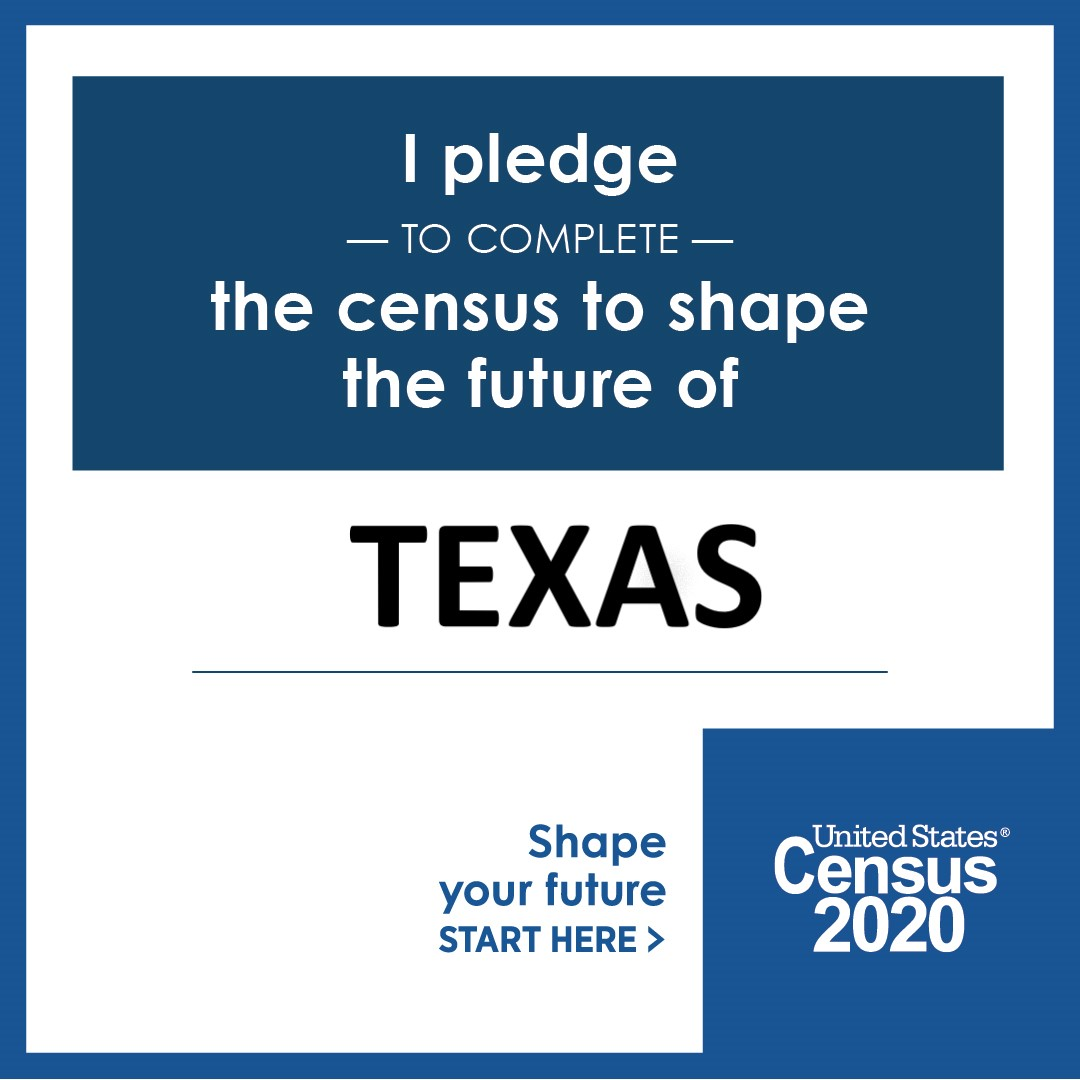 I pledge
— TO COMPLETE —
the census to shape
the future of
TEXAS
Shape
your future
START HERE >
United States®
Census
2020